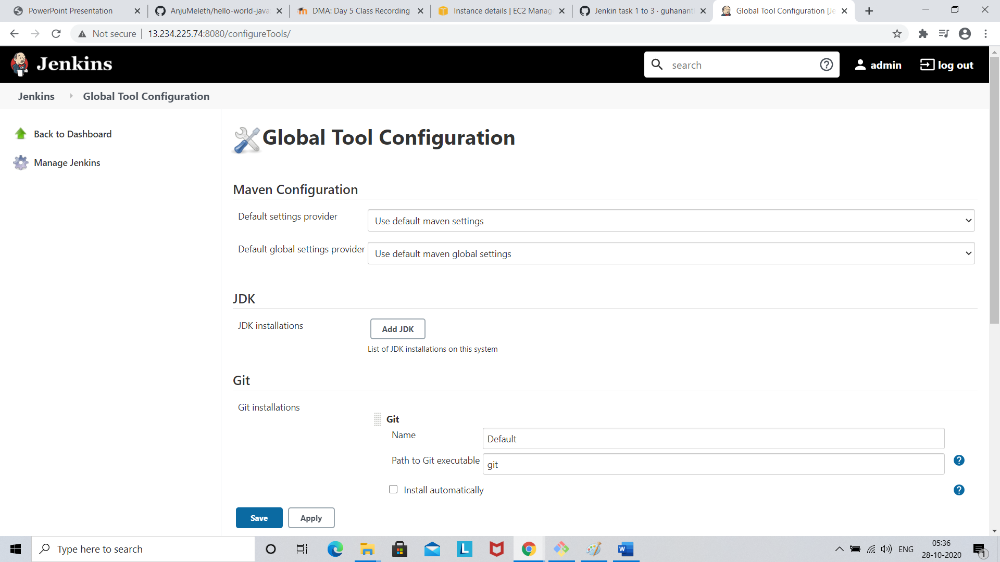 PowerPoint Presentation
AnjuMeleth/hello-world-java
DMA: Day 5 Class Recording
Instance details | EC2 Manag
Jenkin task 1 to 3 · guhanant
Global Tool Configuration [Je
Not secure
13.234.225.74:8080/configureTools/
Jenkins
search
admin
log out
Jenkins
Global Tool Configuration
Back to Dashboard
Manage Jenkins
Global Tool Configuration
Maven Configuration
Default settings provider
Use default maven settings
Default global settings provider
Use default maven global settings
JDK
JDK installations
Add JDK
List of JDK installations on this system
Git
Git installations
Git
Name
Default
Path to Git executable
git
Install automatically
Save
Apply
Type here to search
L
W
ENG
05:36
28-10-2020
1